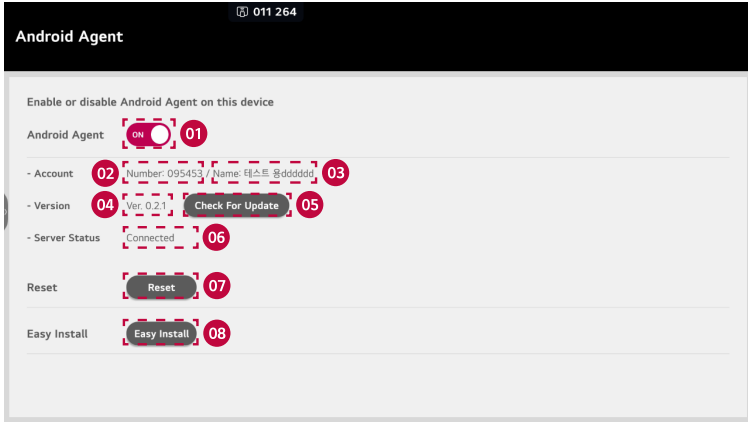 011 264
Android Agent
Enable or disable Android Agent on this device
Android Agent ON 01
- Account 02 Number: 095453 / Name: 테스트 용dddddd 03
- Version 04 Ver. 0.2.1 Check For Update 05
- Server Status Connected 06
Reset Reset 07
Easy Install Easy Install 08